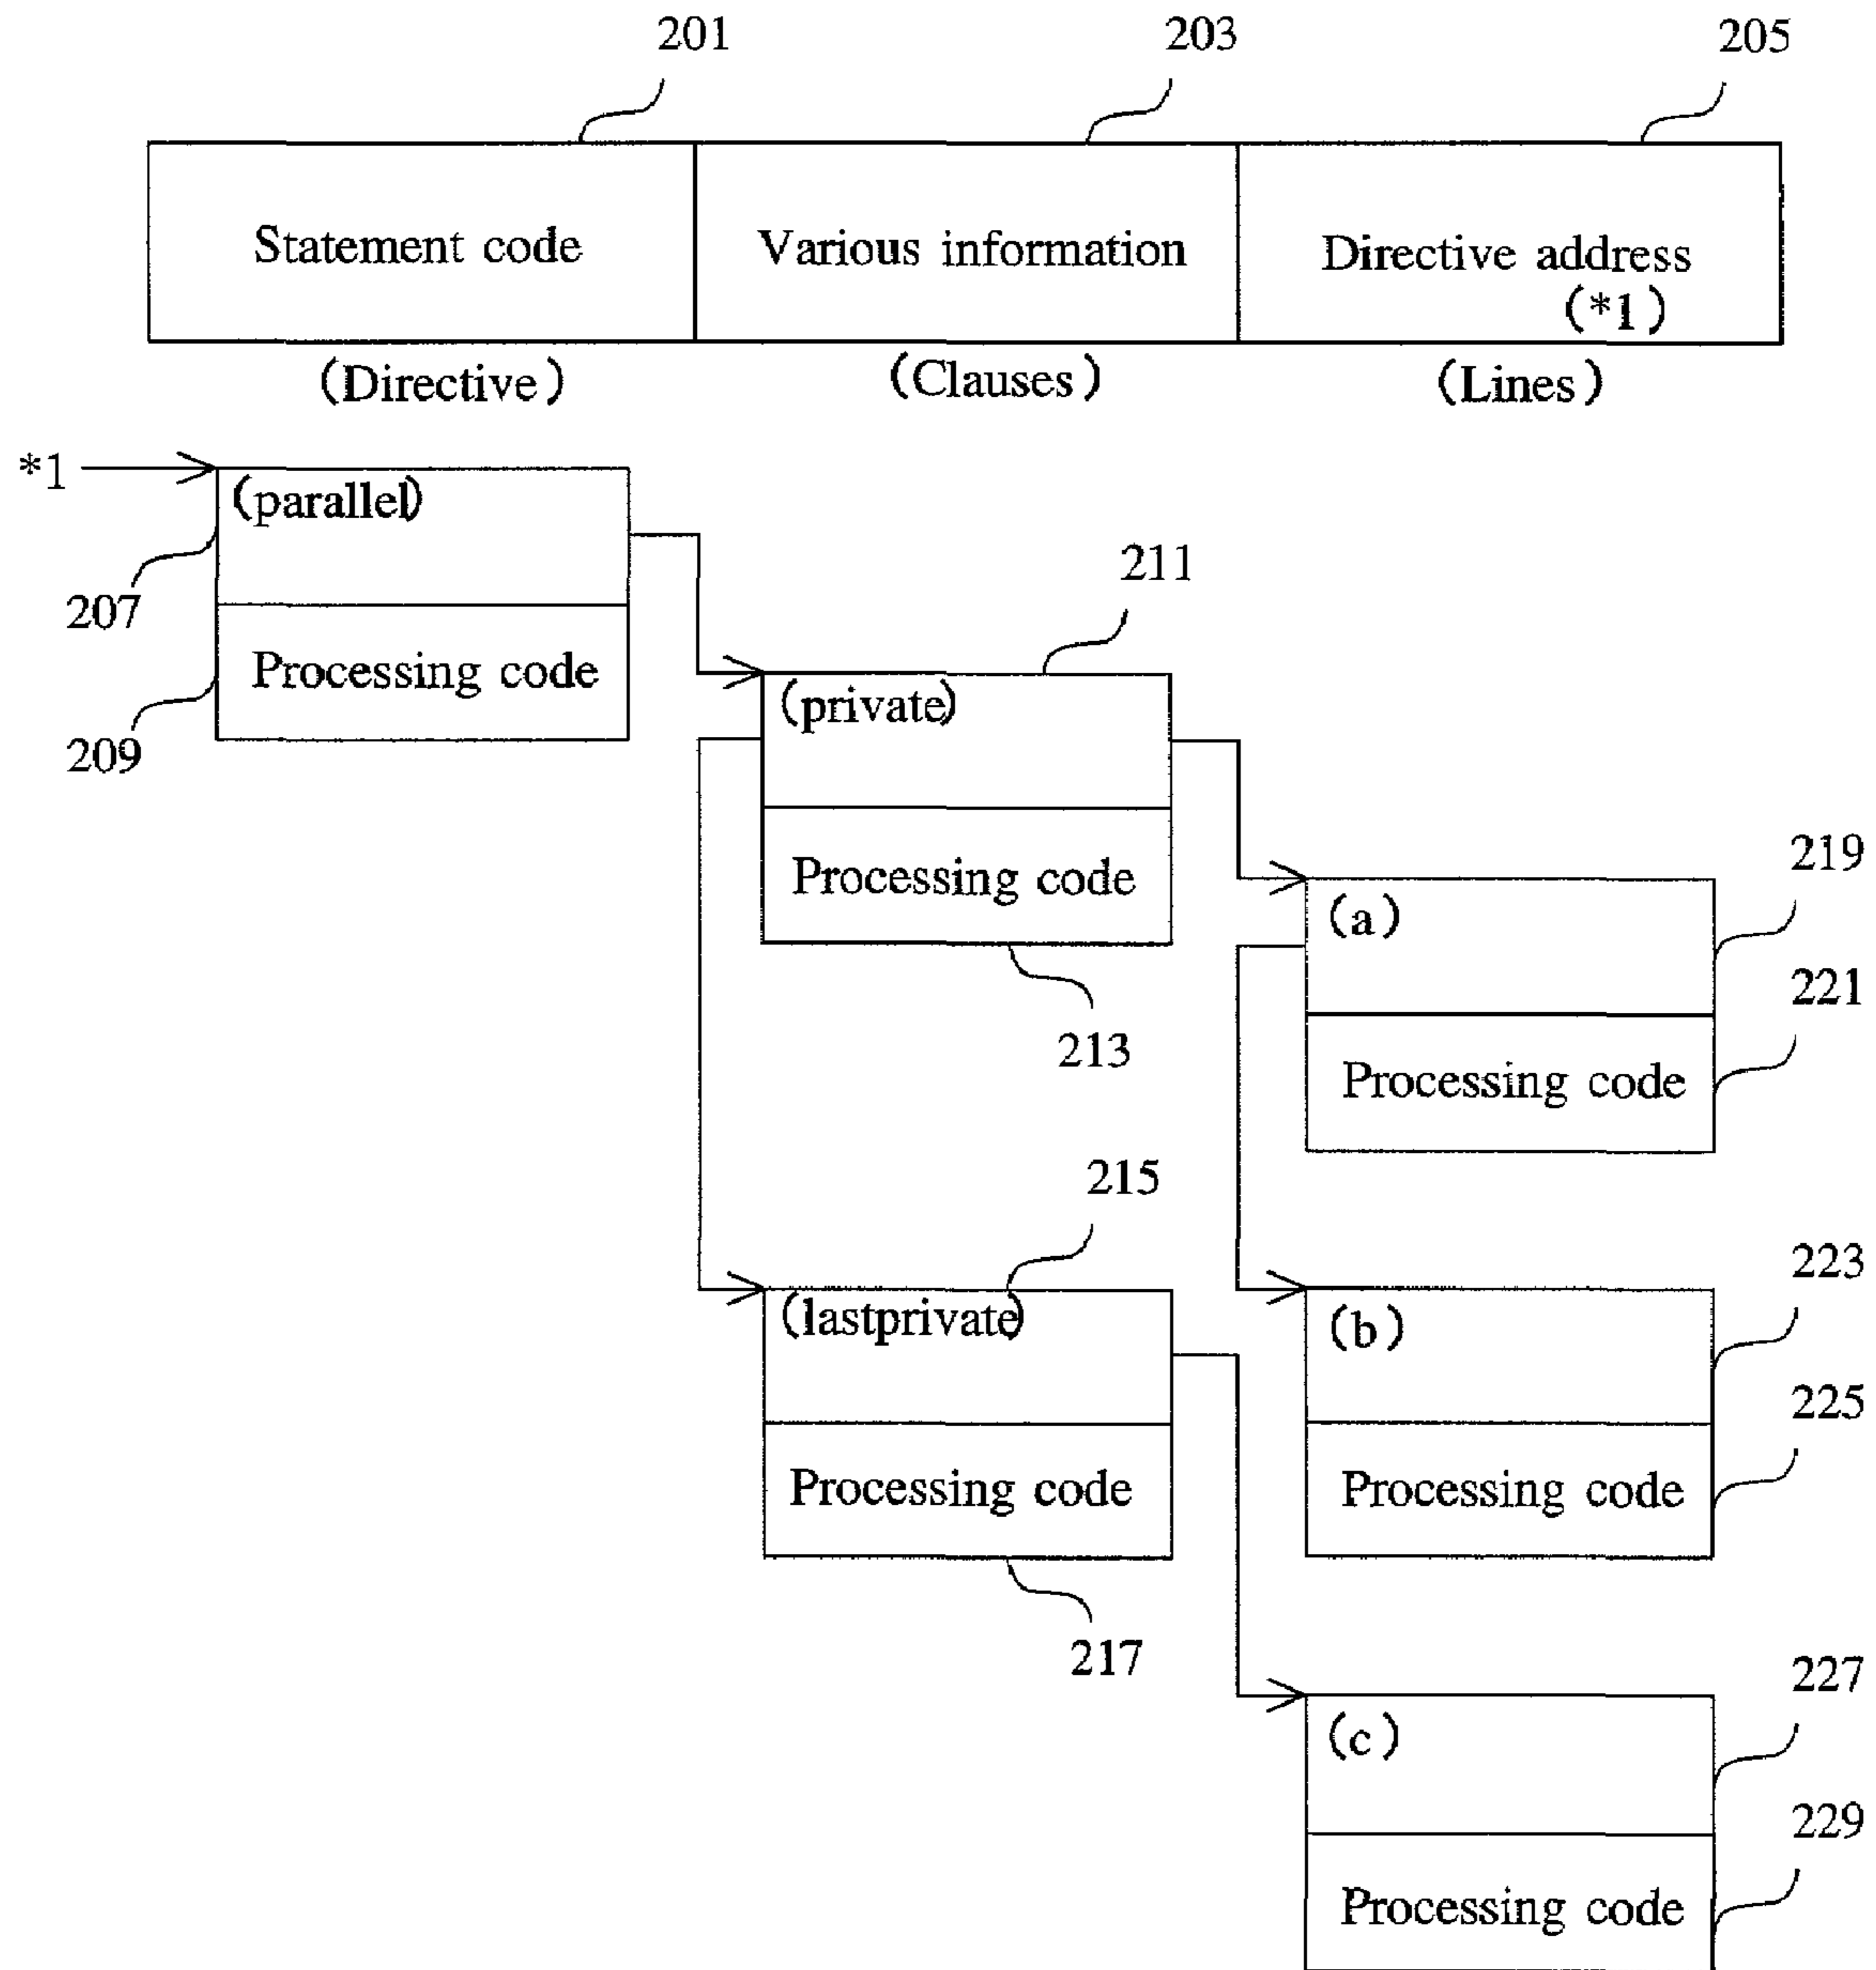 201
203
205
Statement code
Various information
Directive address
(*1)
(Directive)
(Clauses)
(Lines)
*1
(parallel)
207
Processing code
209
211
(private)
Processing code
213
219
(a)
221
Processing code
215
(lastprivate)
Processing code
217
223
(b)
225
Processing code
227
(c)
229
Processing code